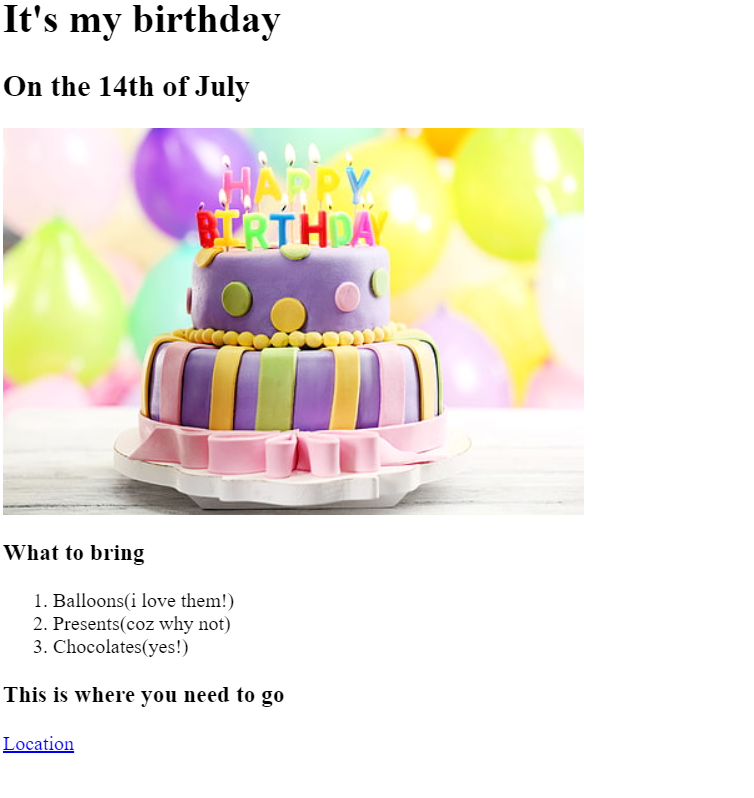 It's my birthday
On the 14th of July
HAPPY
BIRTHDAY
What to bring
1. Balloons(i love them!)
2. Presents(coz why not)
3. Chocolates(yes!)
This is where you need to go
Location